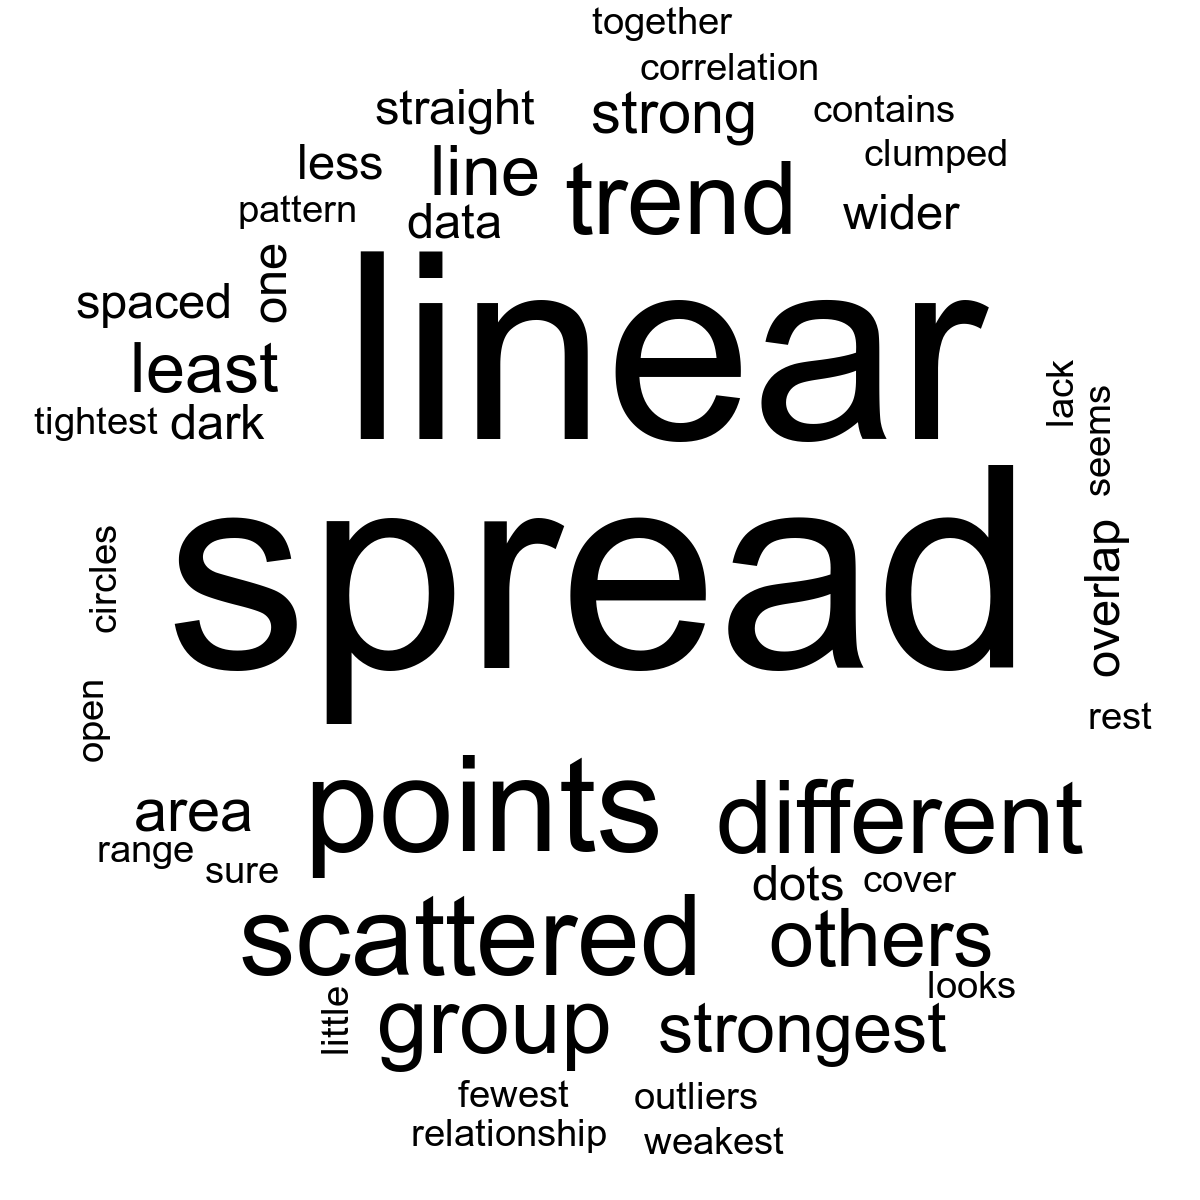 together
correlation
straight
strong
contains
less
line
trend
clumped
pattern
data
wider
one
linear
spaced
least
lack
seems
tightest
dark
spread
circles
overlap
open
rest
points
different
area
range
sure
dots
cover
scattered
others
looks
little
group
strongest
fewest
outliers
relationship
weakest